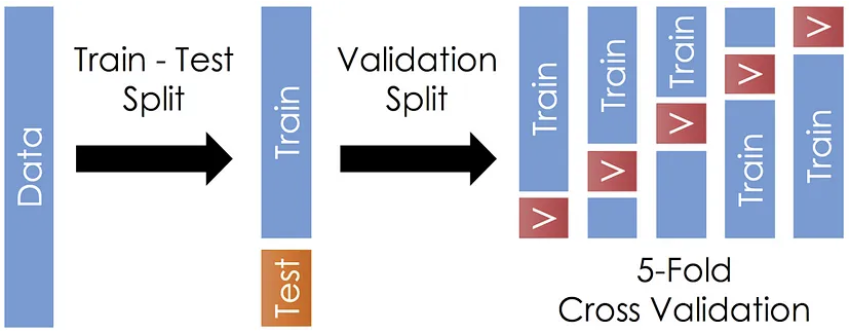 Data
Train - Test
Split
Train
Test
Validation
Split
Train
V
Train
V
Train
V
V
Train
V
Train
5-Fold
Cross Validation